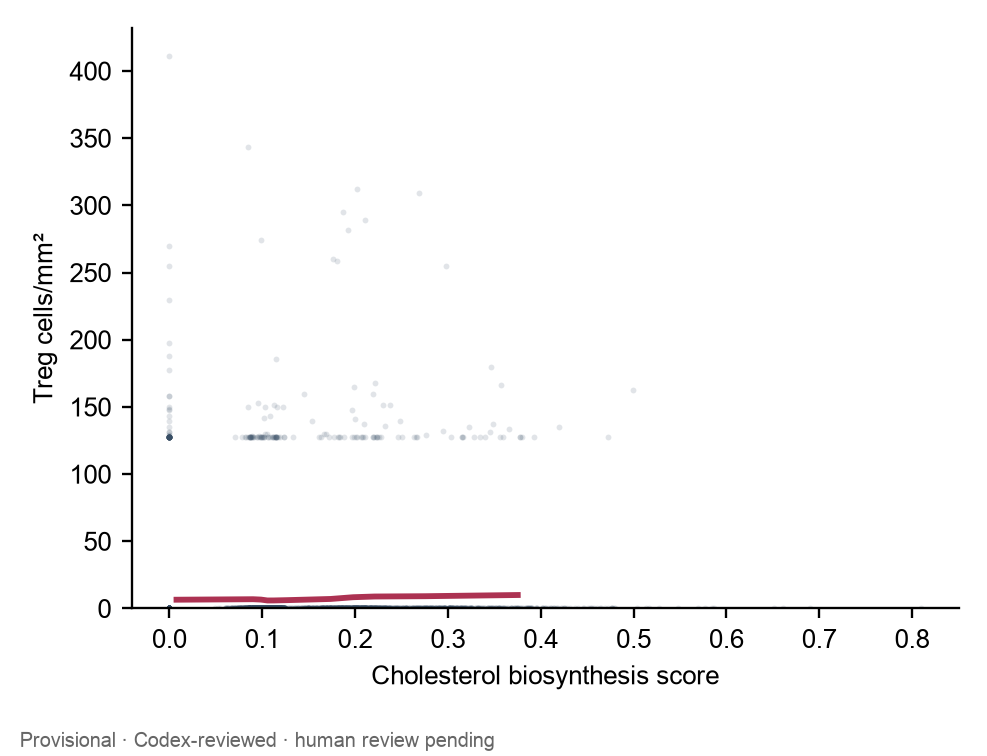 400
350
300
250
200
150
100
50
0
Treg cells/mm²
0.0 0.1 0.2 0.3 0.4 0.5 0.6 0.7 0.8
Cholesterol biosynthesis score
Provisional · Codex-reviewed · human review pending